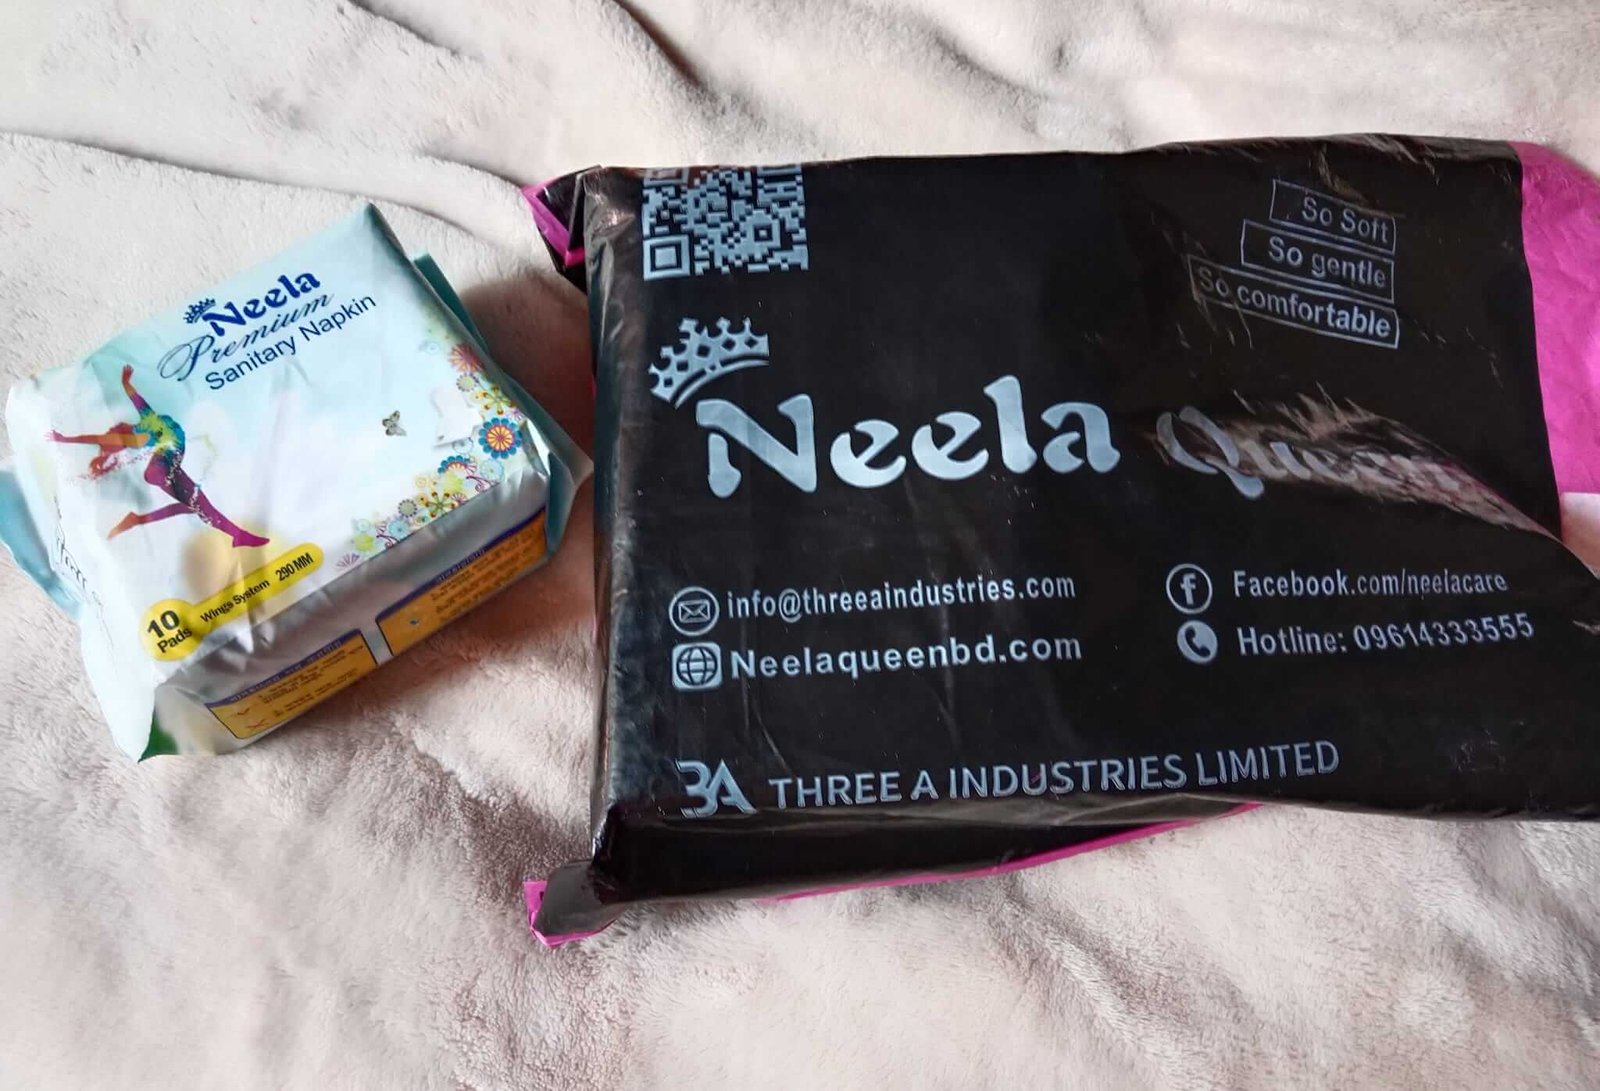 Neela
Premium
Sanitary Napkin
10
Pads
Wings System 290 MM
So Soft
So gentle
So comfortable
Neela Queen
info@threeaindustries.com
Neelaqueenbd.com
Facebook.com/neelacare
Hotline: 09614333555
3A THREE A INDUSTRIES LIMITED